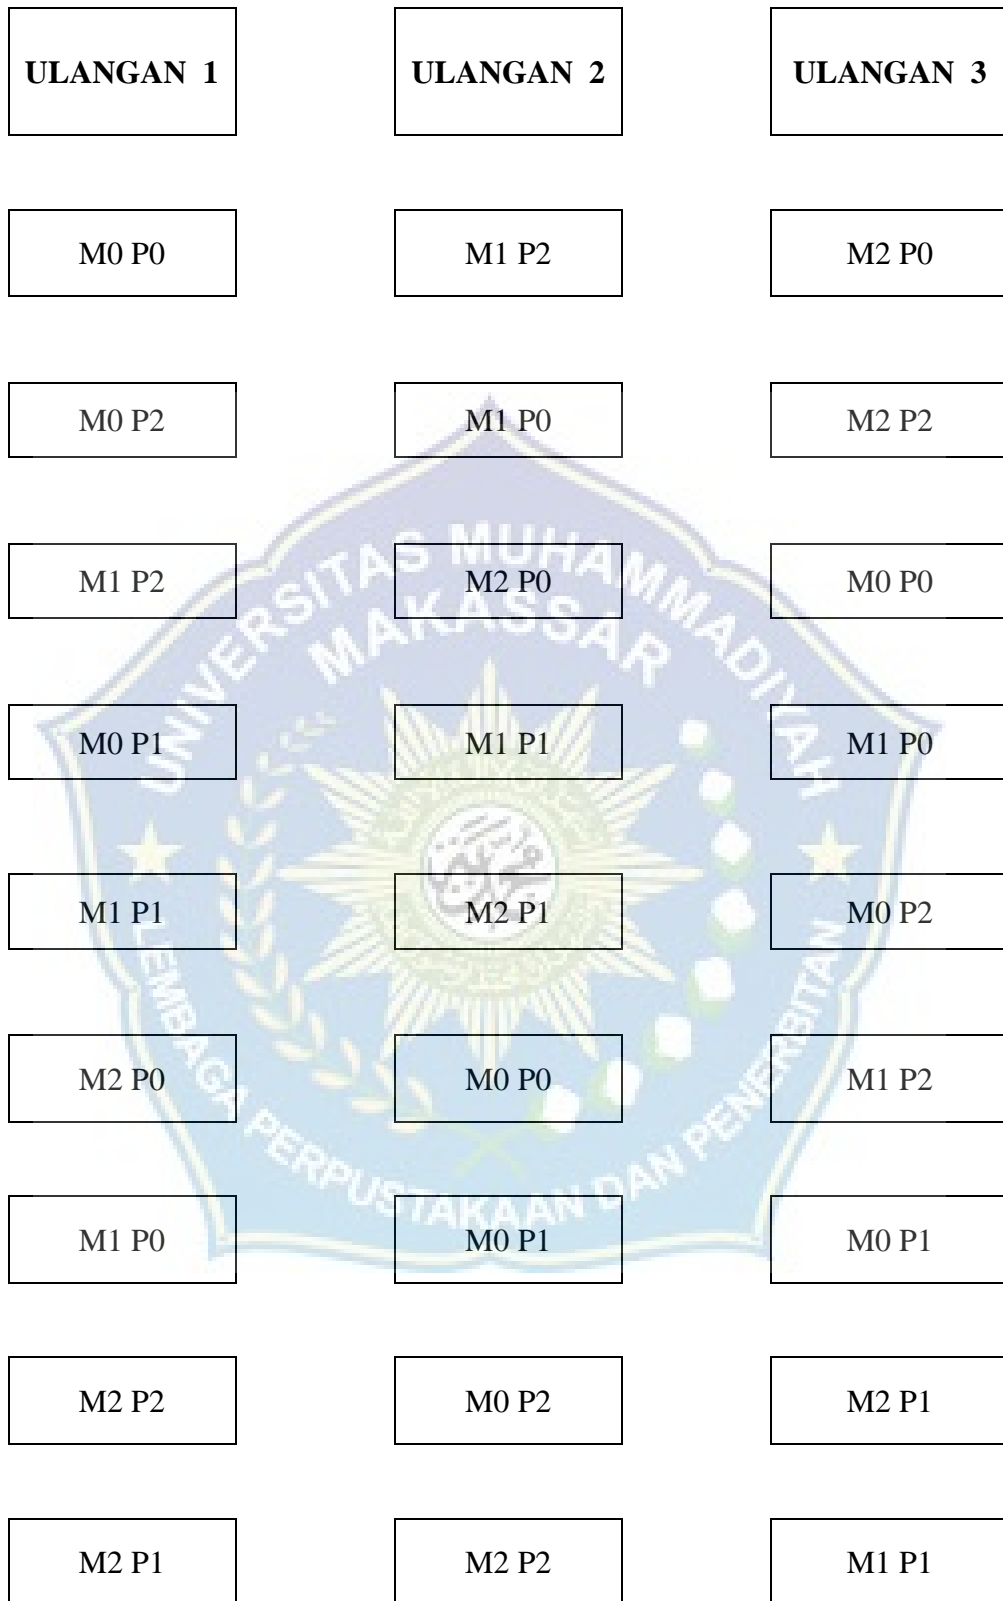 ULANGAN 1 ULANGAN 2 ULANGAN 3
M0 P0 M1 P2 M2 P0
M0 P2 M1 P0 M2 P2
UNIVERSITAS MUHAMMADIYAH
MAKASSAR
M1 P2 M2 P0 M0 P0
M0 P1 M1 P1 M1 P0
M1 P1 M2 P1 M0 P2
M2 P0 M0 P0 M1 P2
LEMBAGA PERPUSTAKAAN DAN PENERBITAN
M1 P0 M0 P1 M0 P1
M2 P2 M0 P2 M2 P1
M2 P1 M2 P2 M1 P1